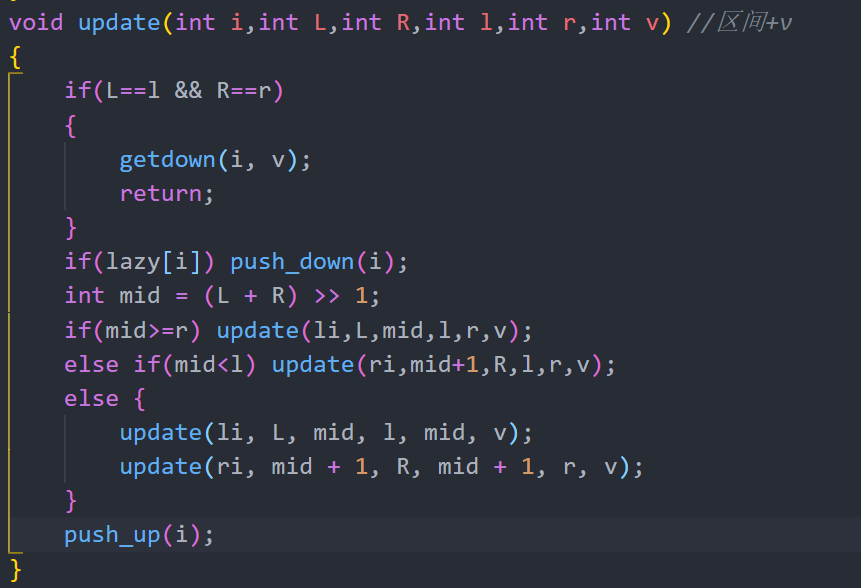 void update(int i,int L,int R,int l,int r,int v) //区间+v
{
    if(L==l && R==r)
    {
        getdown(i, v);
        return;
    }
    if(lazy[i]) push_down(i);
    int mid = (L + R) >> 1;
    if(mid>=r) update(li,L,mid,l,r,v);
    else if(mid<l) update(ri,mid+1,R,l,r,v);
    else {
        update(li, L, mid, l, mid, v);
        update(ri, mid + 1, R, mid + 1, r, v);
    }
    push_up(i);
}